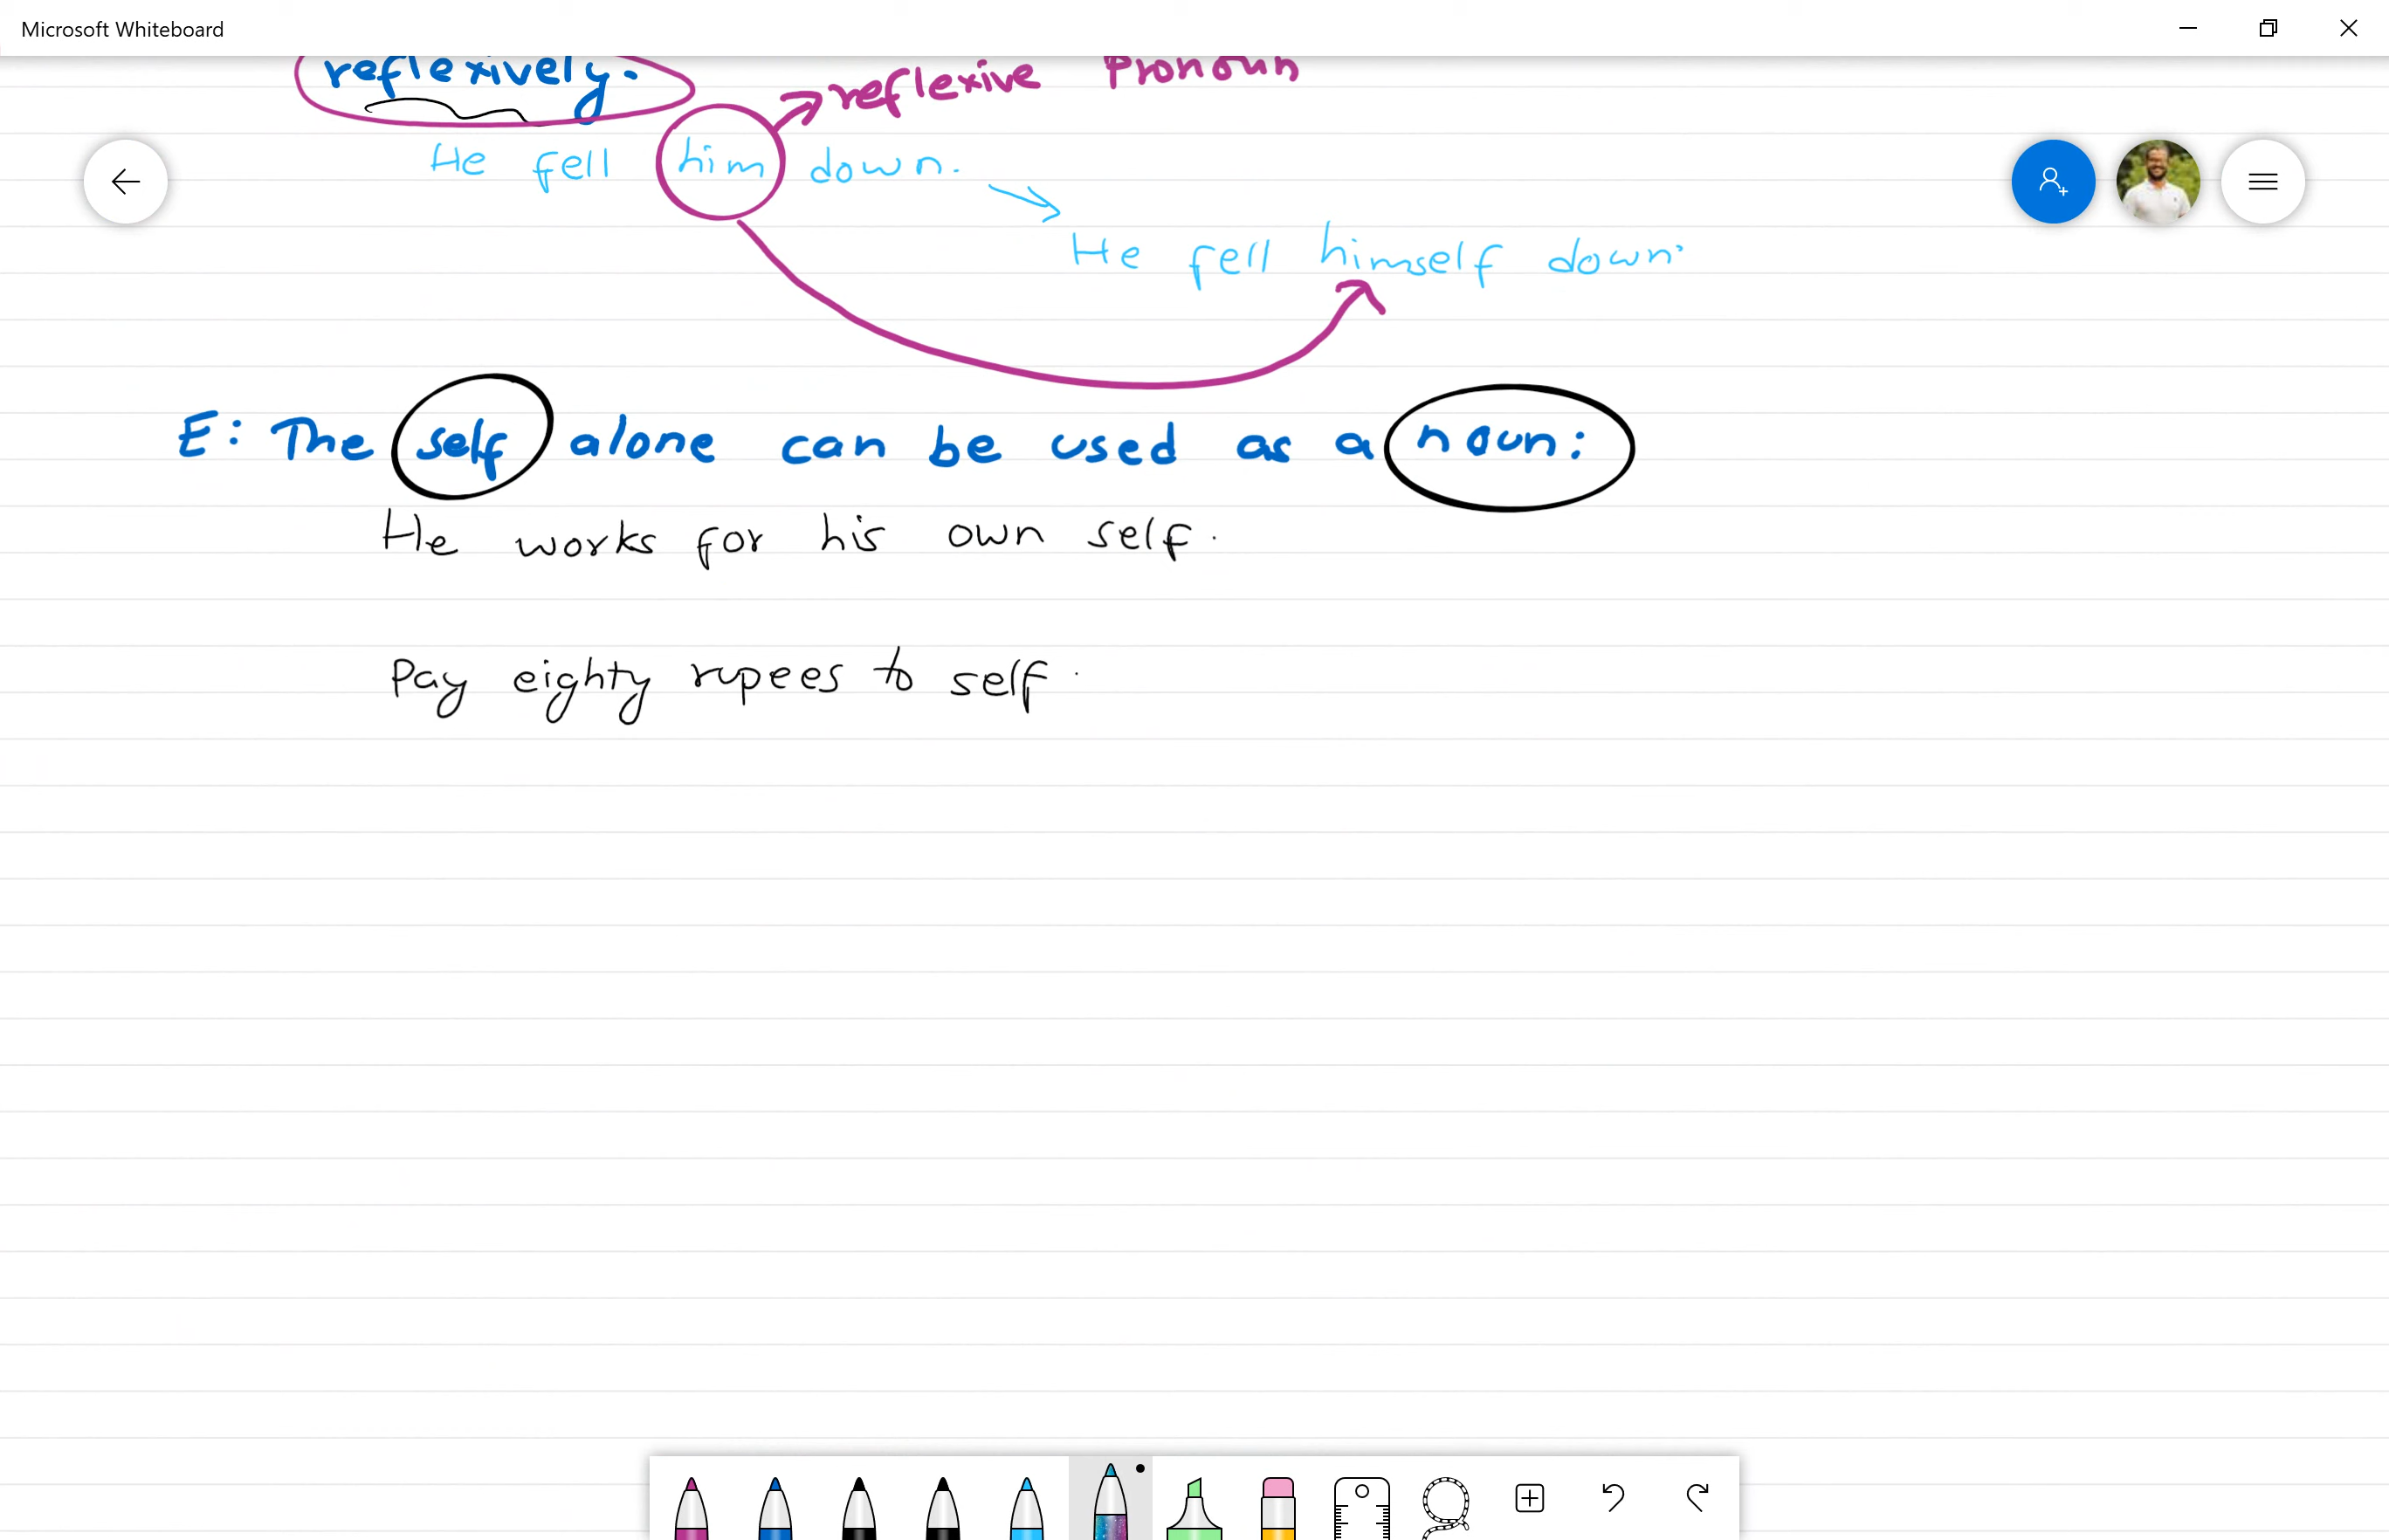 Microsoft Whiteboard
reflexively.
reflexive Pronoun
He fell him down.
He fell himself down.
E: The self alone can be used as a noun:
He works for his own self.
Pay eighty rupees to self.